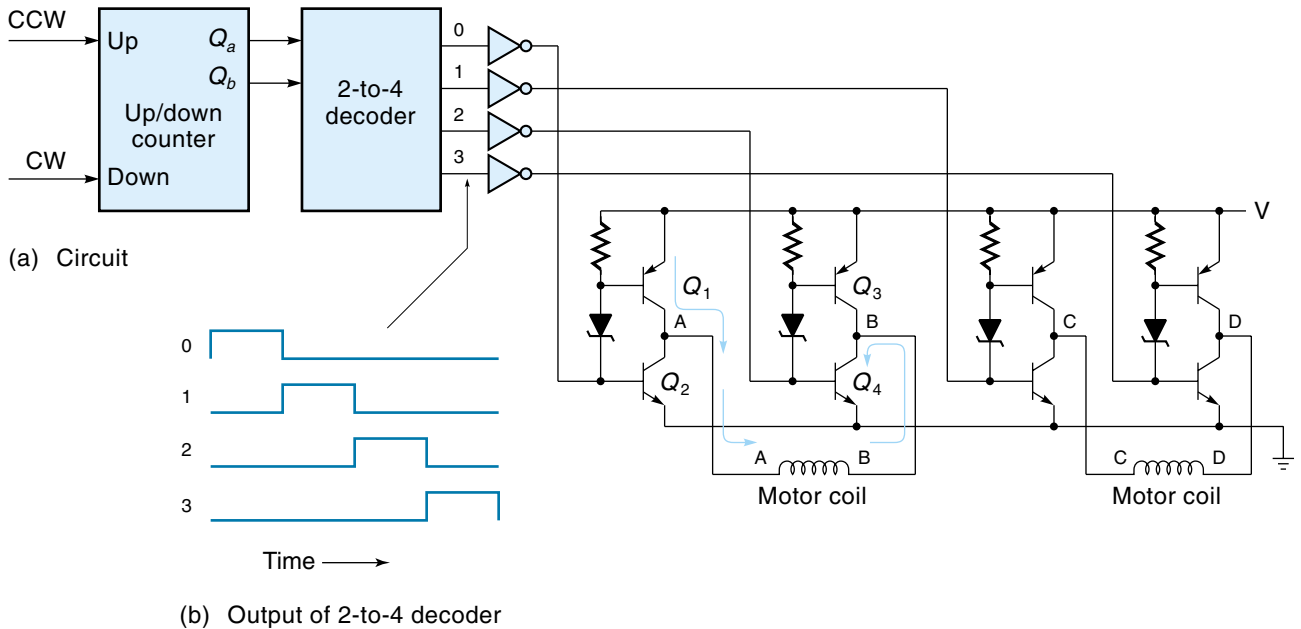 CCW
Up
Qa
Qb
Up/down
counter
CW
Down
2-to-4
decoder
0
1
2
3
V
(a) Circuit
Q1
Q3
A
B
C
D
Q2
Q4
A
B
Motor coil
C
D
Motor coil
0
1
2
3
Time
(b) Output of 2-to-4 decoder